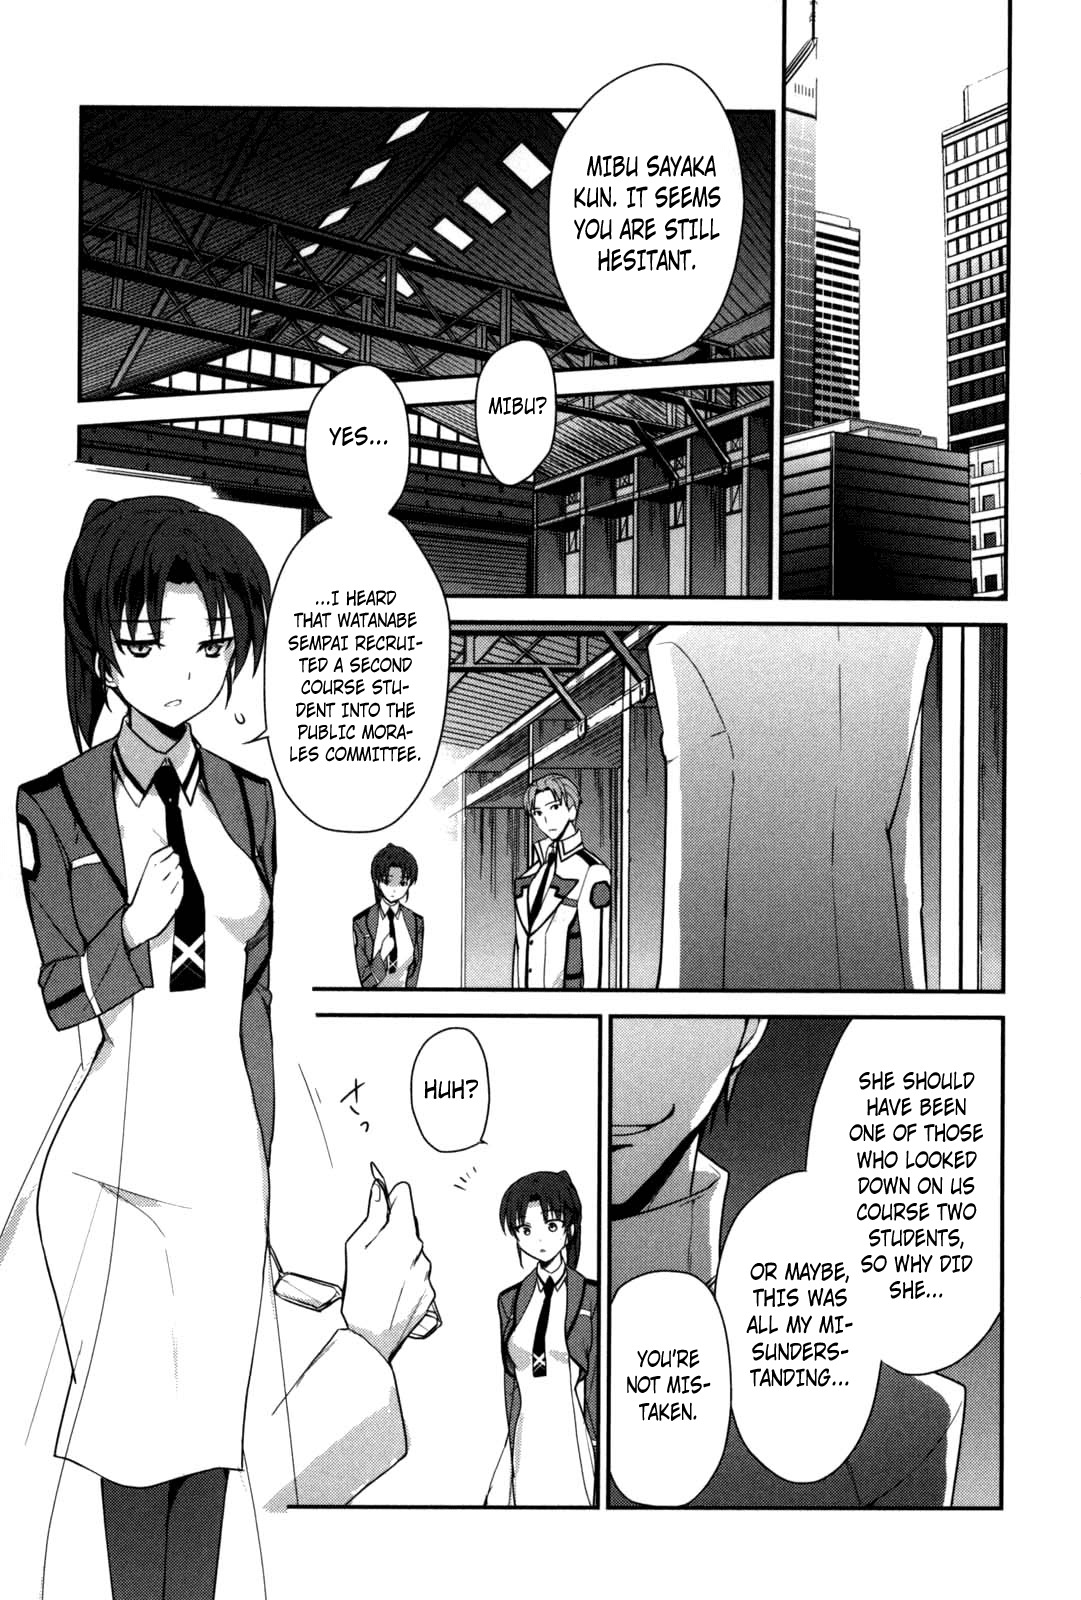 MIBU SAYAKA
KUN. IT SEEMS
YOU ARE STILL
HESITANT.
MIBU?
YES...
...I HEARD
THAT WATANABE
SEMPAI RECRUI-
TED A SECOND
COURSE STU-
DENT INTO THE
PUBLIC MORA-
LES COMMITTEE.
SHE SHOULD
HAVE BEEN
ONE OF THOSE
WHO LOOKED
DOWN ON US
COURSE TWO
STUDENTS,
SO WHY DID
SHE...
OR MAYBE,
THIS WAS
ALL MY MI-
SUNDERS-
TANDING...
YOU'RE
NOT MIS-
TAKEN.
HUH?